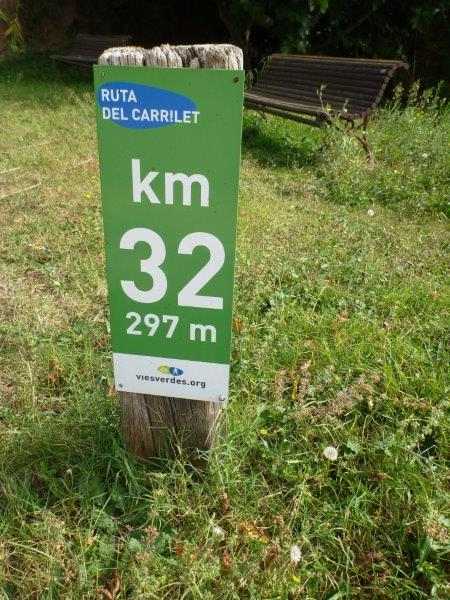 RUTA
DEL CARRILET
km
32
297 m
viesverdes.org